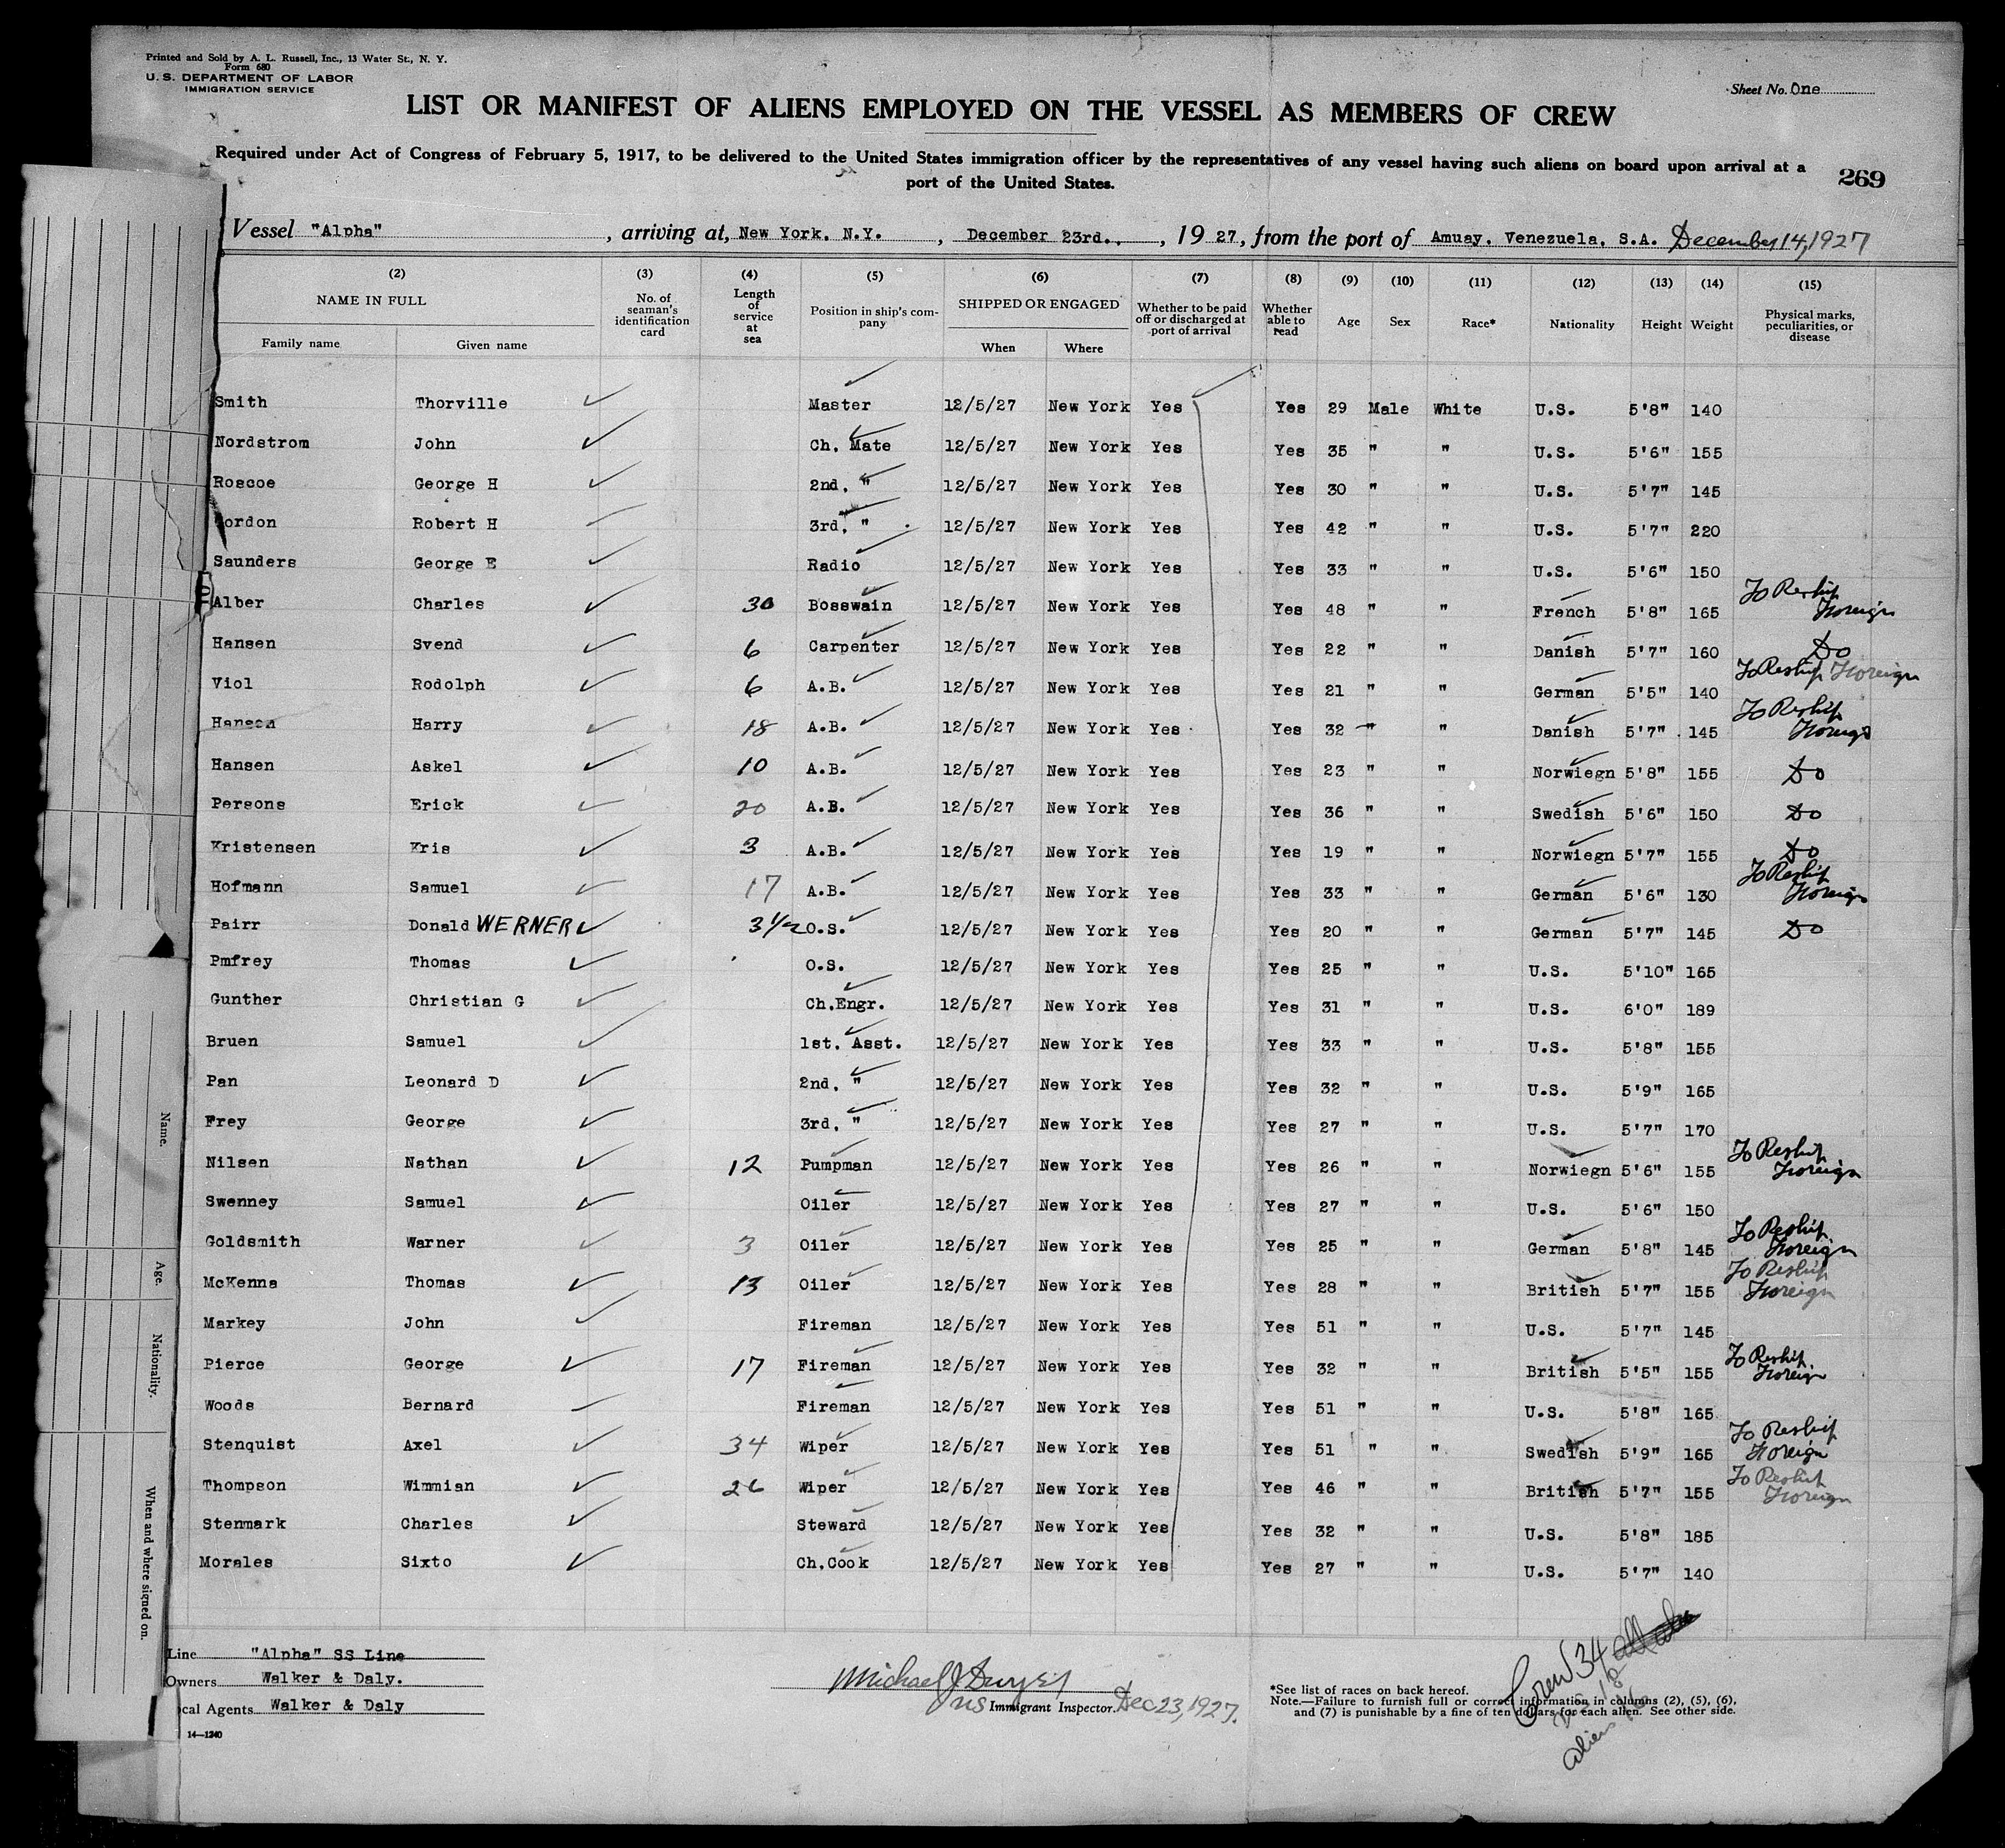 Printed and Sold by A. L. Russell, Inc., 13 Water St., N. Y.
Form 680
U. S. DEPARTMENT OF LABOR
IMMIGRATION SERVICE
Sheet No. One
LIST OR MANIFEST OF ALIENS EMPLOYED ON THE VESSEL AS MEMBERS OF CREW
Required under Act of Congress of February 5, 1917, to be delivered to the United States immigration officer by the representatives of any vessel having such aliens on board upon arrival at a
port of the United States.
269
Vessel "Alpha", arriving at, New York, N.Y., December 23rd., 1927, from the port of Amuay, Venezuela, S.A. December 14, 1927
(2) (3) (4) (5) (6) (7) (8) (9) (10) (11) (12) (13) (14) (15)
NAME IN FULL No. of seaman's identification card Length of service at sea Position in ship's company SHIPPED OR ENGAGED Whether to be paid off or discharged at port of arrival Whether able to read Age Sex Race* Nationality Height Weight Physical marks, peculiarities, or disease
Family name Given name When Where
Smith Thorville Master 12/5/27 New York Yes Yes 29 Male White U.S. 5'8" 140
Nordstrom John Ch. Mate 12/5/27 New York Yes Yes 35 " " U.S. 5'6" 155
Roscoe George H 2nd. " 12/5/27 New York Yes Yes 30 " " U.S. 5'7" 145
ordon Robert H 3rd. " 12/5/27 New York Yes Yes 42 " " U.S. 5'7" 220
Saunders George E Radio 12/5/27 New York Yes Yes 33 " " U.S. 5'6" 150
Alber Charles 30 Bosswain 12/5/27 New York Yes Yes 48 " " French 5'8" 165 To Reship Foreign
Hansen Svend 6 Carpenter 12/5/27 New York Yes Yes 22 " " Danish 5'7" 160 Do
Viol Rodolph 6 A.B. 12/5/27 New York Yes Yes 21 " " German 5'5" 140 To Reship Foreign
Hansen Harry 18 A.B. 12/5/27 New York Yes Yes 32 " " Danish 5'7" 145 To Reship Foreign
Hansen Askel 10 A.B. 12/5/27 New York Yes Yes 23 " " Norwiegn 5'8" 155 Do
Persons Erick 20 A.B. 12/5/27 New York Yes Yes 36 " " Swedish 5'6" 150 Do
Kristensen Kris 3 A.B. 12/5/27 New York Yes Yes 19 " " Norwiegn 5'7" 155 Do
Hofmann Samuel 17 A.B. 12/5/27 New York Yes Yes 33 " " German 5'6" 130 To Reship Foreign
Pairr Donald WERNER 3 1/2 O.S. 12/5/27 New York Yes Yes 20 " " German 5'7" 145 Do
Pmfrey Thomas O.S. 12/5/27 New York Yes Yes 25 " " U.S. 5'10" 165
Gunther Christian G Ch.Engr. 12/5/27 New York Yes Yes 31 " " U.S. 6'0" 189
Bruen Samuel 1st. Asst. 12/5/27 New York Yes Yes 33 " " U.S. 5'8" 155
Pan Leonard D 2nd. " 12/5/27 New York Yes Yes 32 " " U.S. 5'9" 165
Frey George 3rd. " 12/5/27 New York Yes Yes 27 " " U.S. 5'7" 170
Nilsen Nathan 12 Pumpman 12/5/27 New York Yes Yes 26 " " Norwiegn 5'6" 155 To Reship Foreign
Swenney Samuel Oiler 12/5/27 New York Yes Yes 27 " " U.S. 5'6" 150
Goldsmith Warner 3 Oiler 12/5/27 New York Yes Yes 25 " " German 5'8" 145 To Reship Foreign
McKenna Thomas 13 Oiler 12/5/27 New York Yes Yes 28 " " British 5'7" 155 To Reship Foreign
Markey John Fireman 12/5/27 New York Yes Yes 51 " " U.S. 5'7" 145
Pierce George 17 Fireman 12/5/27 New York Yes Yes 32 " " British 5'5" 155 To Reship Foreign
Woods Bernard Fireman 12/5/27 New York Yes Yes 51 " " U.S. 5'8" 165
Stenquist Axel 34 Wiper 12/5/27 New York Yes Yes 51 " " Swedish 5'9" 165 To Reship Foreign
Thompson Wimmian 26 Wiper 12/5/27 New York Yes Yes 46 " " British 5'7" 155 To Reship Foreign
Stenmark Charles Steward 12/5/27 New York Yes Yes 32 " " U.S. 5'8" 185
Morales Sixto Ch.Cook 12/5/27 New York Yes Yes 27 " " U.S. 5'7" 140
Name.
Age.
Nationality.
When and where signed on.
Line "Alpha" SS Line
Owners Walker & Daly.
cal Agents Walker & Daly
14—1240
Michael J Dwyer
US Immigrant Inspector. Dec 23, 1927.
*See list of races on back hereof.
Note.—Failure to furnish full or correct information in columns (2), (5), (6),
and (7) is punishable by a fine of ten dollars for each alien. See other side.
Crew 34
U.S. 18
Aliens 16